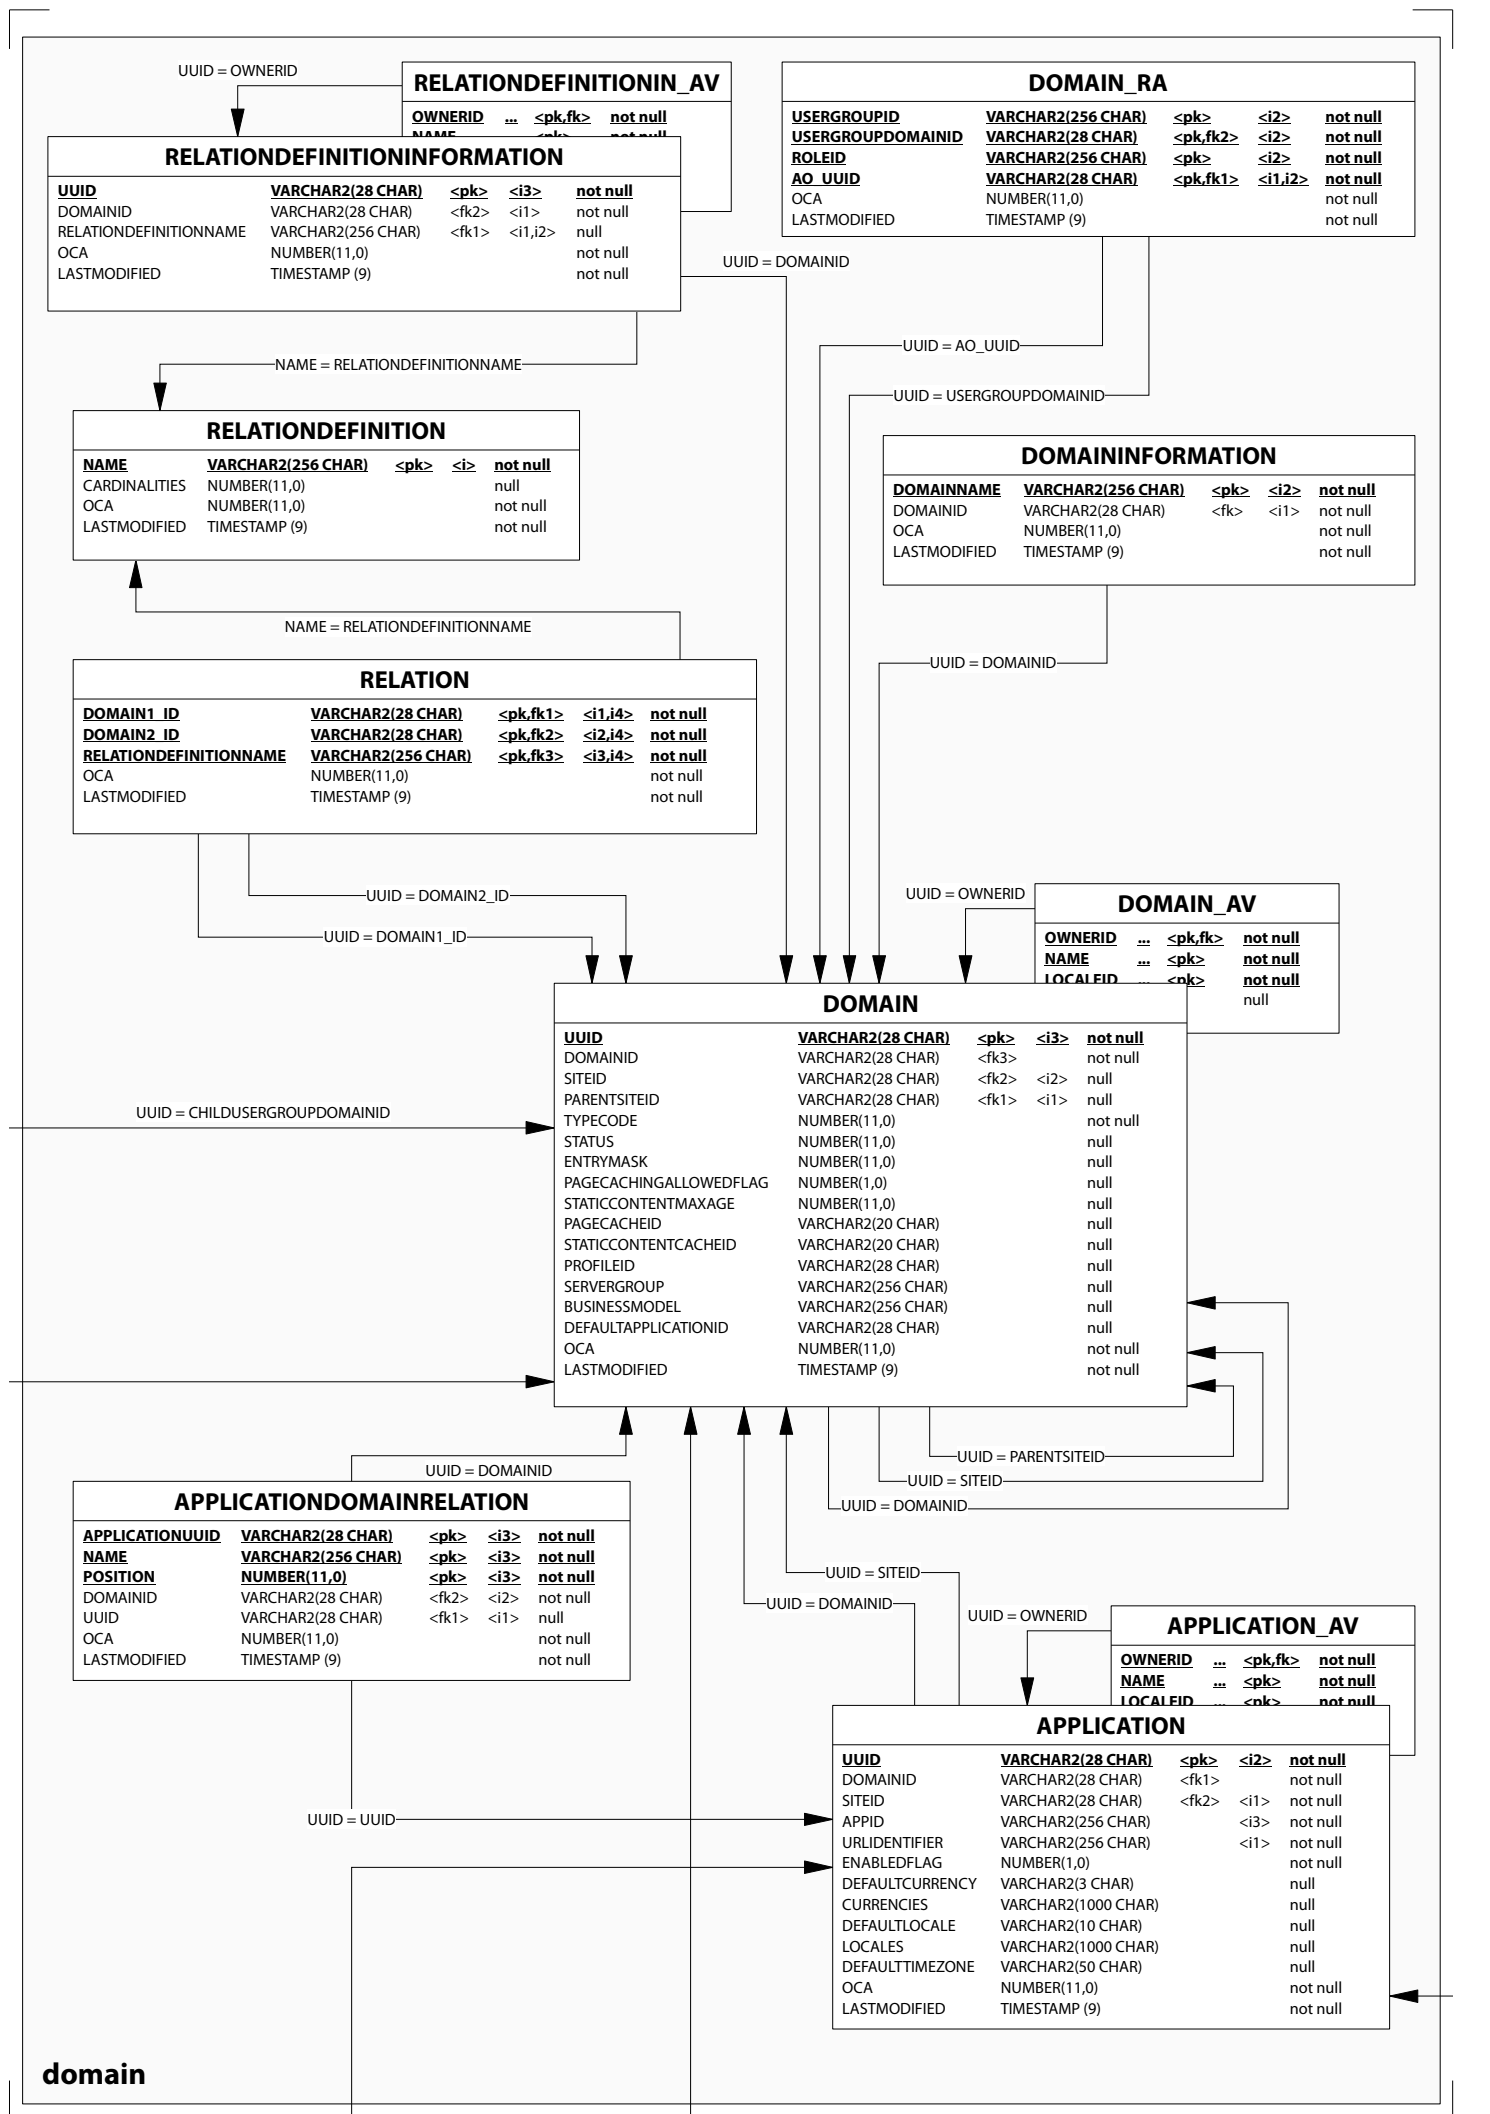 UUID = OWNERID
RELATIONDEFINITIONIN_AV
OWNERID ... <pk,fk> not null
NAME <pk> not null
RELATIONDEFINITIONINFORMATION
UUID VARCHAR2(28 CHAR) <pk> <i3> not null
DOMAINID VARCHAR2(28 CHAR) <fk2> <i1> not null
RELATIONDEFINITIONNAME VARCHAR2(256 CHAR) <fk1> <i1,i2> null
OCA NUMBER(11,0) not null
LASTMODIFIED TIMESTAMP (9) not null
DOMAIN_RA
USERGROUPID VARCHAR2(256 CHAR) <pk> <i2> not null
USERGROUPDOMAINID VARCHAR2(28 CHAR) <pk,fk2> <i2> not null
ROLEID VARCHAR2(256 CHAR) <pk> <i2> not null
AO_UUID VARCHAR2(28 CHAR) <pk,fk1> <i1,i2> not null
OCA NUMBER(11,0) not null
LASTMODIFIED TIMESTAMP (9) not null
UUID = DOMAINID
UUID = AO_UUID
NAME = RELATIONDEFINITIONNAME
UUID = USERGROUPDOMAINID
RELATIONDEFINITION
NAME VARCHAR2(256 CHAR) <pk> <i> not null
CARDINALITIES NUMBER(11,0) null
OCA NUMBER(11,0) not null
LASTMODIFIED TIMESTAMP (9) not null
DOMAININFORMATION
DOMAINNAME VARCHAR2(256 CHAR) <pk> <i2> not null
DOMAINID VARCHAR2(28 CHAR) <fk> <i1> not null
OCA NUMBER(11,0) not null
LASTMODIFIED TIMESTAMP (9) not null
NAME = RELATIONDEFINITIONNAME
UUID = DOMAINID
RELATION
DOMAIN1_ID VARCHAR2(28 CHAR) <pk,fk1> <i1,i4> not null
DOMAIN2_ID VARCHAR2(28 CHAR) <pk,fk2> <i2,i4> not null
RELATIONDEFINITIONNAME VARCHAR2(256 CHAR) <pk,fk3> <i3,i4> not null
OCA NUMBER(11,0) not null
LASTMODIFIED TIMESTAMP (9) not null
UUID = DOMAIN2_ID
UUID = DOMAIN1_ID
UUID = OWNERID
DOMAIN_AV
OWNERID ... <pk,fk> not null
NAME ... <pk> not null
LOCALEID ... <pk> not null
null
DOMAIN
UUID VARCHAR2(28 CHAR) <pk> <i3> not null
DOMAINID VARCHAR2(28 CHAR) <fk3> not null
SITEID VARCHAR2(28 CHAR) <fk2> <i2> null
PARENTSITEID VARCHAR2(28 CHAR) <fk1> <i1> null
TYPECODE NUMBER(11,0) not null
STATUS NUMBER(11,0) null
ENTRYMASK NUMBER(11,0) null
PAGECACHINGALLOWEDFLAG NUMBER(1,0) null
STATICCONTENTMAXAGE NUMBER(11,0) null
PAGECACHEID VARCHAR2(20 CHAR) null
STATICCONTENTCACHEID VARCHAR2(20 CHAR) null
PROFILEID VARCHAR2(28 CHAR) null
SERVERGROUP VARCHAR2(256 CHAR) null
BUSINESSMODEL VARCHAR2(256 CHAR) null
DEFAULTAPPLICATIONID VARCHAR2(28 CHAR) null
OCA NUMBER(11,0) not null
LASTMODIFIED TIMESTAMP (9) not null
UUID = CHILDUSERGROUPDOMAINID
UUID = PARENTSITEID
UUID = SITEID
UUID = DOMAINID
UUID = DOMAINID
APPLICATIONDOMAINRELATION
APPLICATIONUUID VARCHAR2(28 CHAR) <pk> <i3> not null
NAME VARCHAR2(256 CHAR) <pk> <i3> not null
POSITION NUMBER(11,0) <pk> <i3> not null
DOMAINID VARCHAR2(28 CHAR) <fk2> <i2> not null
UUID VARCHAR2(28 CHAR) <fk1> <i1> null
OCA NUMBER(11,0) not null
LASTMODIFIED TIMESTAMP (9) not null
UUID = SITEID
UUID = DOMAINID
UUID = OWNERID
APPLICATION_AV
OWNERID ... <pk,fk> not null
NAME ... <pk> not null
LOCALEID ... <pk> not null
APPLICATION
UUID VARCHAR2(28 CHAR) <pk> <i2> not null
DOMAINID VARCHAR2(28 CHAR) <fk1> not null
SITEID VARCHAR2(28 CHAR) <fk2> <i1> not null
APPID VARCHAR2(256 CHAR) <i3> not null
URLIDENTIFIER VARCHAR2(256 CHAR) <i1> not null
ENABLEDFLAG NUMBER(1,0) not null
DEFAULTCURRENCY VARCHAR2(3 CHAR) null
CURRENCIES VARCHAR2(1000 CHAR) null
DEFAULTLOCALE VARCHAR2(10 CHAR) null
LOCALES VARCHAR2(1000 CHAR) null
DEFAULTTIMEZONE VARCHAR2(50 CHAR) null
OCA NUMBER(11,0) not null
LASTMODIFIED TIMESTAMP (9) not null
UUID = UUID
domain